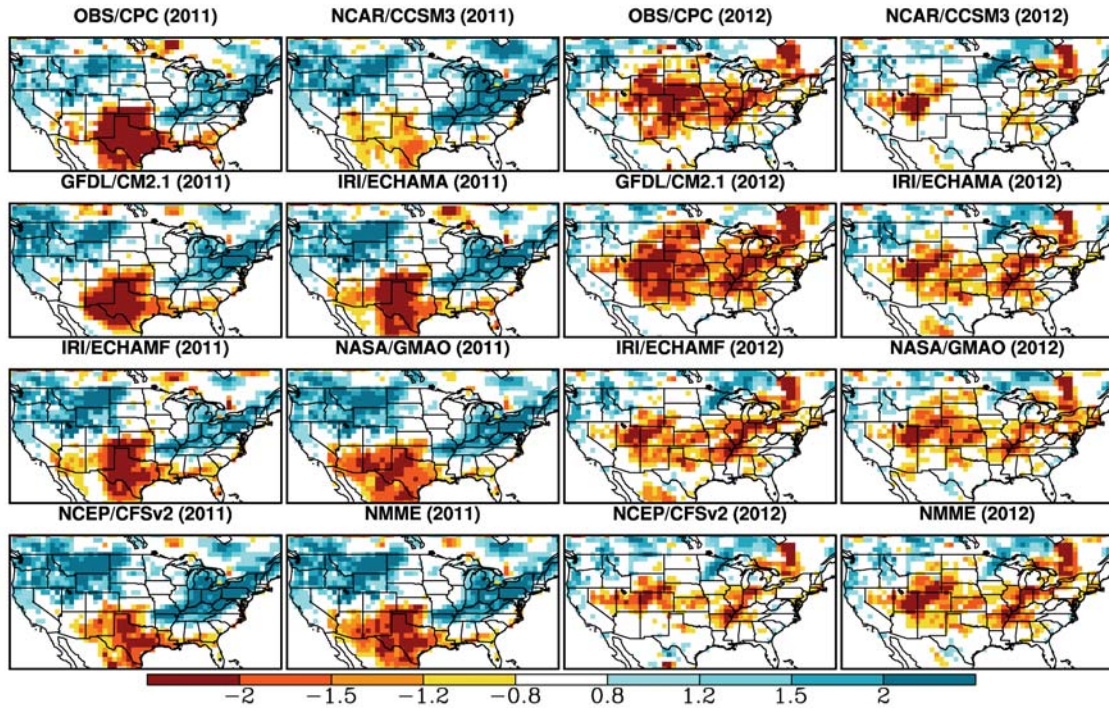 OBS/CPC (2011) NCAR/CCSM3 (2011) OBS/CPC (2012) NCAR/CCSM3 (2012)
GFDL/CM2.1 (2011) IRI/ECHAMA (2011) GFDL/CM2.1 (2012) IRI/ECHAMA (2012)
IRI/ECHAMF (2011) NASA/GMAO (2011) IRI/ECHAMF (2012) NASA/GMAO (2012)
NCEP/CFSv2 (2011) NMME (2011) NCEP/CFSv2 (2012) NMME (2012)
−2 −1.5 −1.2 −0.8 0.8 1.2 1.5 2